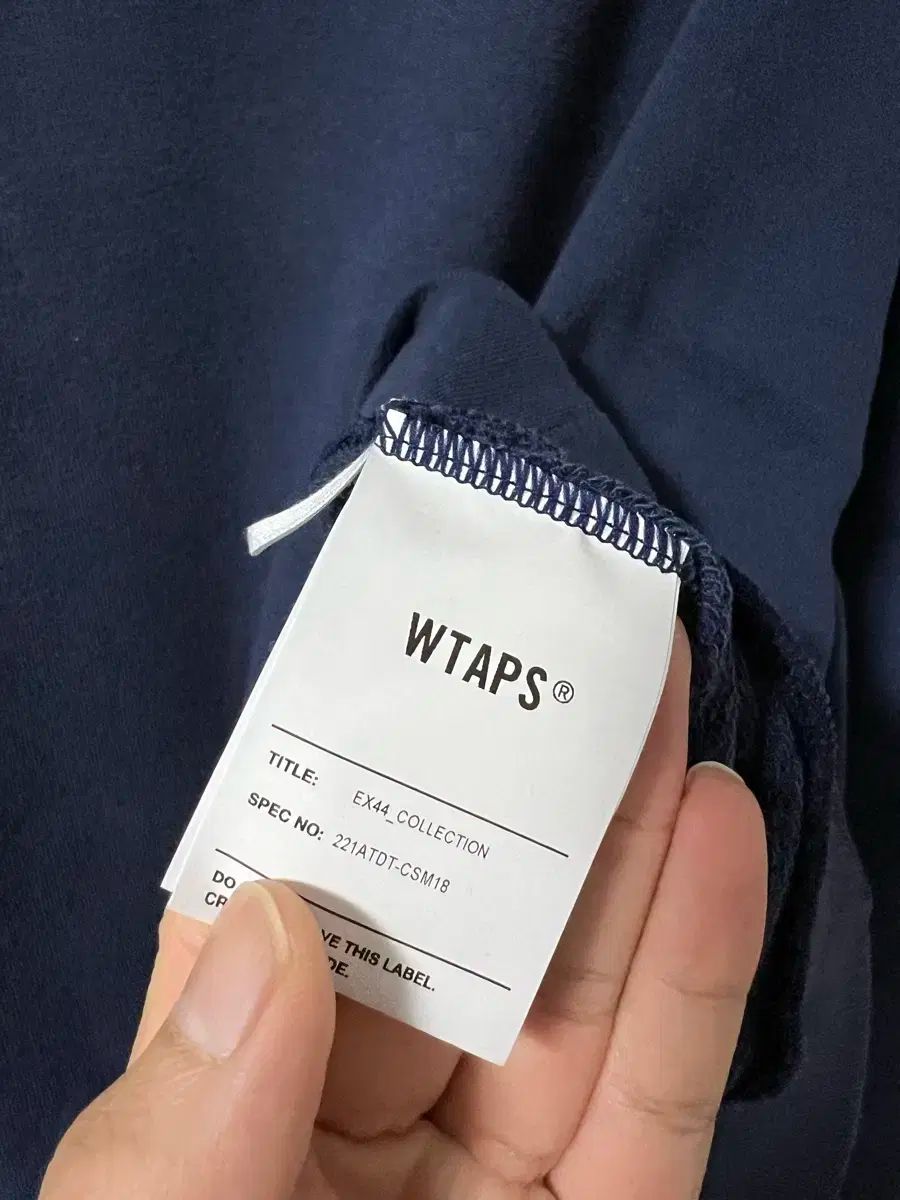 WTAPS®
TITLE: EX44_COLLECTION
SPEC NO: 221ATDT-CSM18
DO VE THIS LABEL.
CR DE.